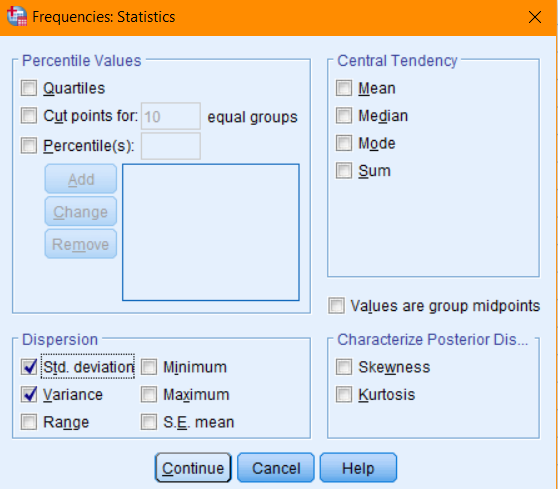 Frequencies: Statistics
Percentile Values
Quartiles
Cut points for: 10 equal groups
Percentile(s):
Add
Change
Remove
Central Tendency
Mean
Median
Mode
Sum
Values are group midpoints
Dispersion
Std. deviation Minimum
Variance Maximum
Range S.E. mean
Characterize Posterior Dis...
Skewness
Kurtosis
Continue Cancel Help